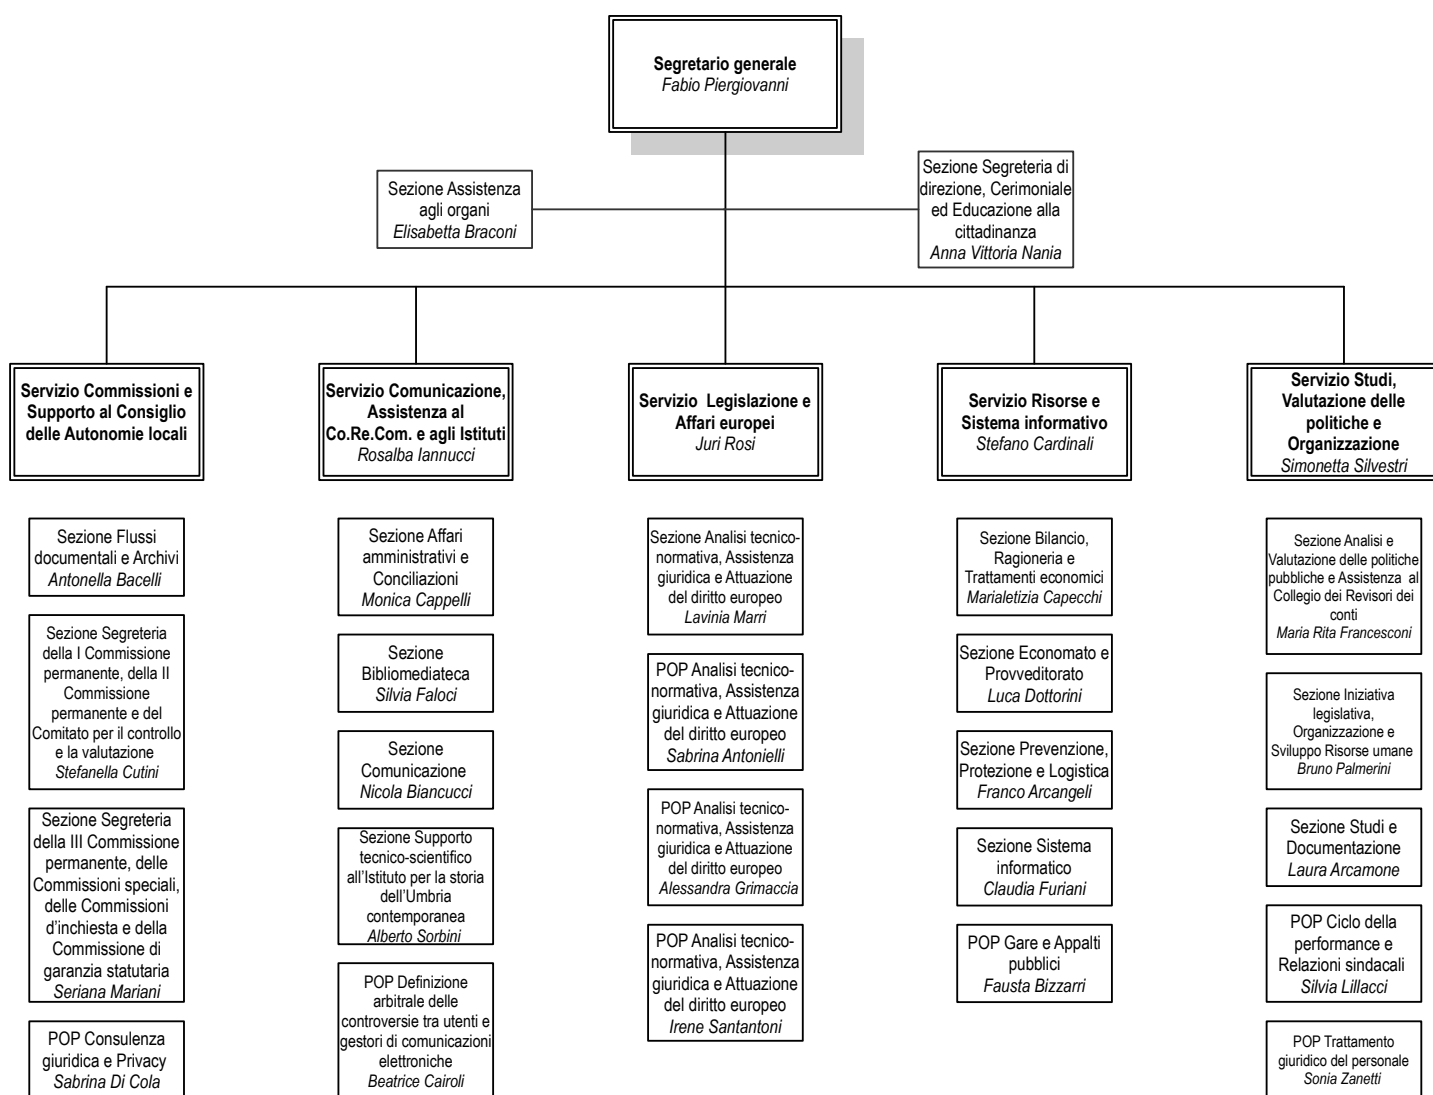 Segretario generale
Fabio Piergiovanni
Sezione Assistenza
agli organi
Elisabetta Braconi
Sezione Segreteria di
direzione, Cerimoniale
ed Educazione alla
cittadinanza
Anna Vittoria Nania
Servizio Commissioni e
Supporto al Consiglio
delle Autonomie locali
Servizio Comunicazione,
Assistenza al
Co.Re.Com. e agli Istituti
Rosalba Iannucci
Servizio Legislazione e
Affari europei
Juri Rosi
Servizio Risorse e
Sistema informativo
Stefano Cardinali
Servizio Studi,
Valutazione delle
politiche e
Organizzazione
Simonetta Silvestri
Sezione Flussi
documentali e Archivi
Antonella Bacelli
Sezione Segreteria
della I Commissione
permanente, della II
Commissione
permanente e del
Comitato per il controllo
e la valutazione
Stefanella Cutini
Sezione Segreteria
della III Commissione
permanente, delle
Commissioni speciali,
delle Commissioni
d'inchiesta e della
Commissione di
garanzia statutaria
Seriana Mariani
POP Consulenza
giuridica e Privacy
Sabrina Di Cola
Sezione Affari
amministrativi e
Conciliazioni
Monica Cappelli
Sezione
Bibliomediateca
Silvia Faloci
Sezione
Comunicazione
Nicola Biancucci
Sezione Supporto
tecnico-scientifico
all'Istituto per la storia
dell'Umbria
contemporanea
Alberto Sorbini
POP Definizione
arbitrale delle
controversie tra utenti e
gestori di comunicazioni
elettroniche
Beatrice Cairoli
Sezione Analisi tecnico-
normativa, Assistenza
giuridica e Attuazione
del diritto europeo
Lavinia Marri
POP Analisi tecnico-
normativa, Assistenza
giuridica e Attuazione
del diritto europeo
Sabrina Antonielli
POP Analisi tecnico-
normativa, Assistenza
giuridica e Attuazione
del diritto europeo
Alessandra Grimaccia
POP Analisi tecnico-
normativa, Assistenza
giuridica e Attuazione
del diritto europeo
Irene Santantoni
Sezione Bilancio,
Ragioneria e
Trattamenti economici
Marialetizia Capecchi
Sezione Economato e
Provveditorato
Luca Dottorini
Sezione Prevenzione,
Protezione e Logistica
Franco Arcangeli
Sezione Sistema
informatico
Claudia Furiani
POP Gare e Appalti
pubblici
Fausta Bizzarri
Sezione Analisi e
Valutazione delle politiche
pubbliche e Assistenza al
Collegio dei Revisori dei
conti
Maria Rita Francesconi
Sezione Iniziativa
legislativa,
Organizzazione e
Sviluppo Risorse umane
Bruno Palmerini
Sezione Studi e
Documentazione
Laura Arcamone
POP Ciclo della
performance e
Relazioni sindacali
Silvia Lillacci
POP Trattamento
giuridico del personale
Sonia Zanetti